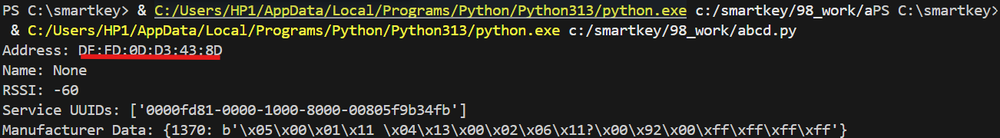 PS C:\smartkey> & C:/Users/HP1/AppData/Local/Programs/Python/Python313/python.exe c:/smartkey/98_work/aPS C:\smartkey>
 & C:/Users/HP1/AppData/Local/Programs/Python/Python313/python.exe c:/smartkey/98_work/abcd.py
Address: DE:FD:0D:D3:43:8D
Name: None
RSSI: -60
Service UUIDs: ['0000fd81-0000-1000-8000-00805f9b34fb']
Manufacturer Data: {1370: b'\x05\x00\x01\x11 \x04\x13\x00\x02\x06\x11?\x00\x92\x00\xff\xff\xff\xff'}